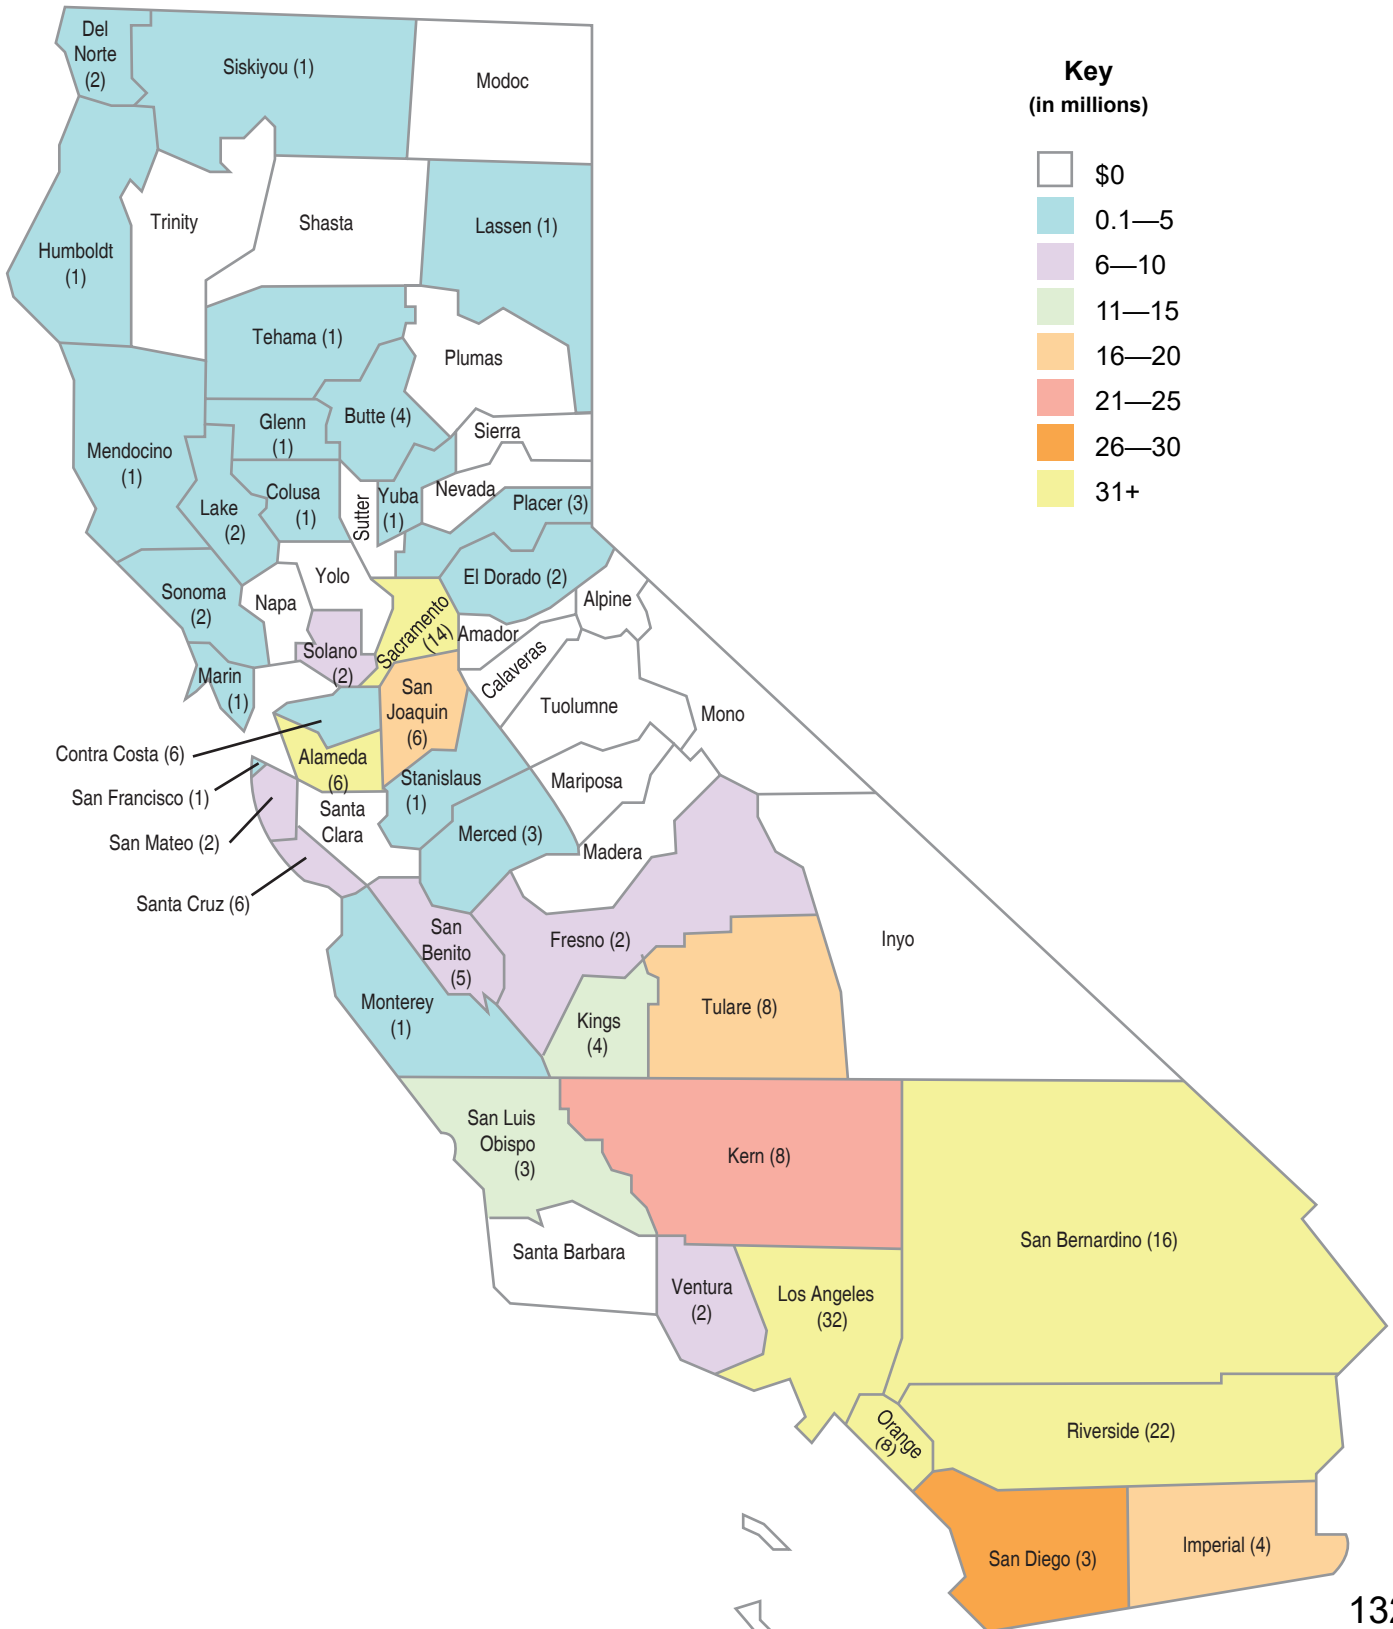 Del
Norte
(2)
Siskiyou (1)
Modoc
Key
(in millions)
$0
0.1—5
6—10
11—15
16—20
21—25
26—30
31+
Humboldt
(1)
Trinity
Shasta
Lassen (1)
Tehama (1)
Plumas
Mendocino
(1)
Glenn
(1)
Butte (4)
Sierra
Lake
(2)
Colusa
(1)
Sutter
Yuba
(1)
Nevada
Placer (3)
Sonoma
(2)
Napa
Yolo
El Dorado (2)
Alpine
Marin
(1)
Solano
(2)
Sacramento
(14)
Amador
Calaveras
San
Joaquin
(6)
Tuolumne
Mono
Contra Costa (6)
Alameda
(6)
Stanislaus
(1)
Mariposa
San Francisco (1)
San Mateo (2)
Santa
Clara
Merced (3)
Madera
Santa Cruz (6)
San
Benito
(5)
Fresno (2)
Inyo
Monterey
(1)
Kings
(4)
Tulare (8)
San Luis
Obispo
(3)
Kern (8)
Santa Barbara
Ventura
(2)
Los Angeles
(32)
San Bernardino (16)
Orange
(8)
Riverside (22)
San Diego (3)
Imperial (4)